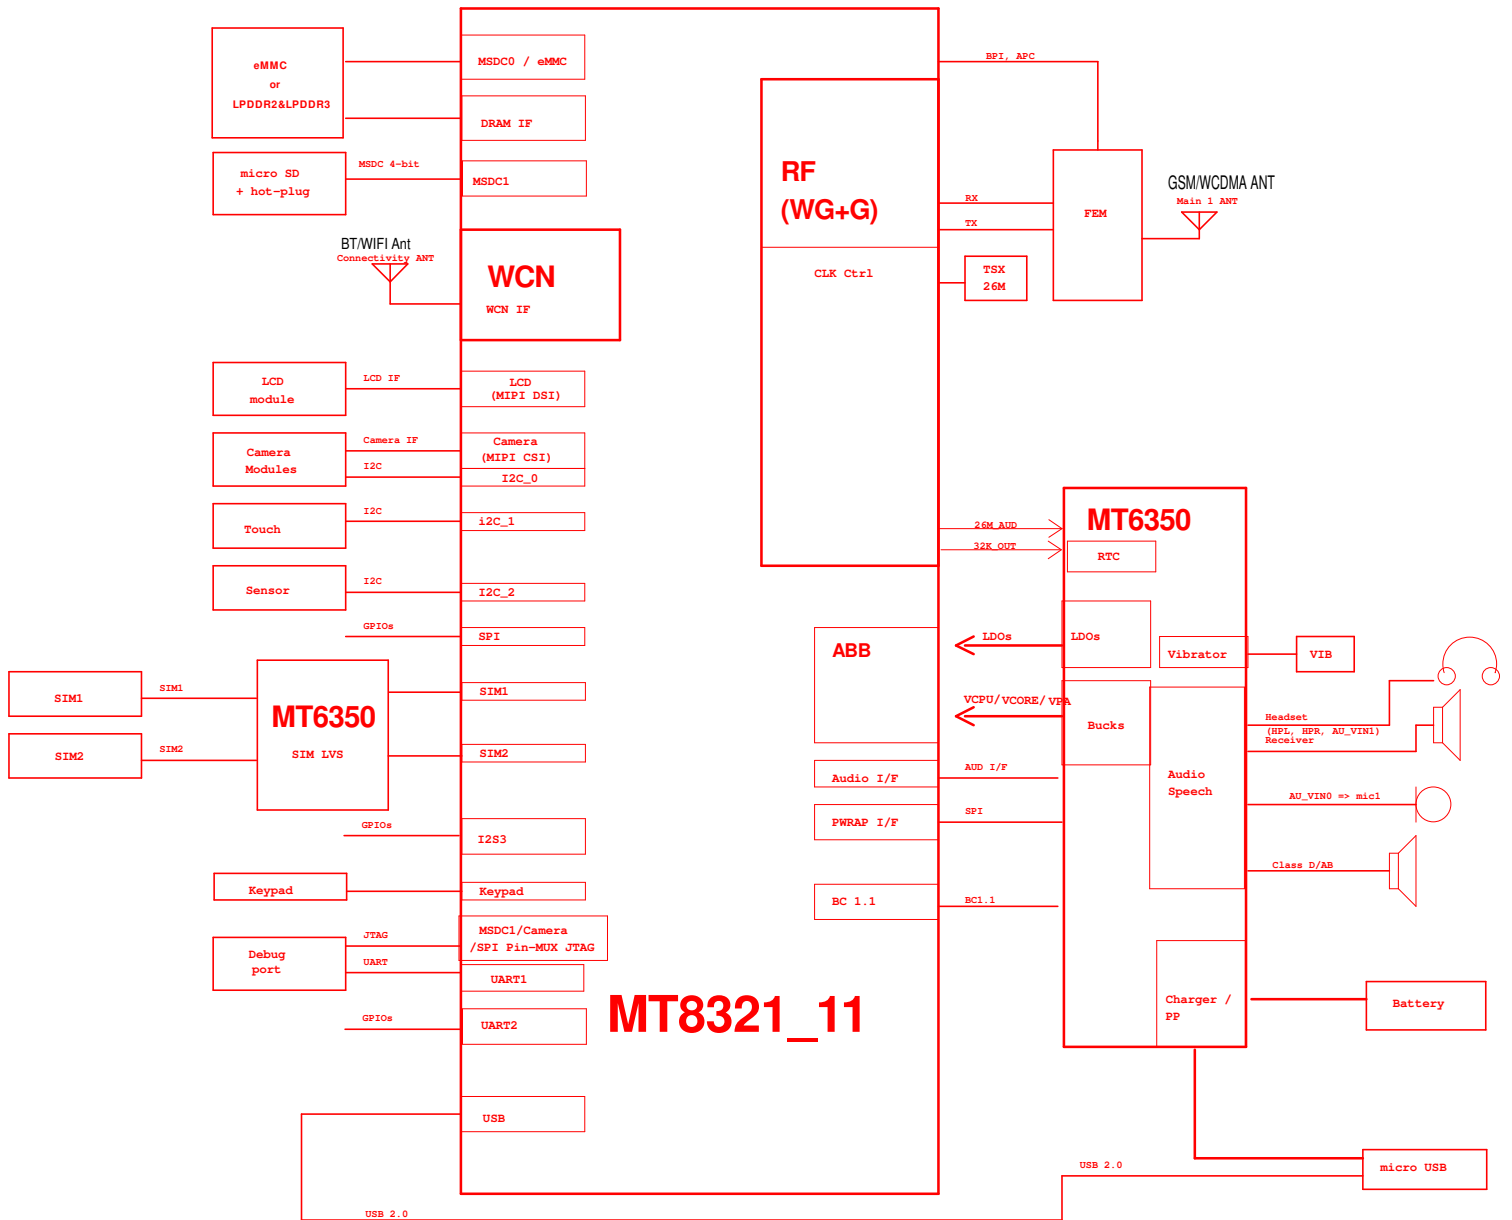 eMMC
or
LPDDR2&LPDDR3
MSDC0 / eMMC
DRAM IF
micro SD
+ hot-plug
MSDC 4-bit
MSDC1
BT/WIFI Ant
Connectivity ANT
WCN
WCN IF
LCD
module
LCD IF
LCD
(MIPI DSI)
Camera
Modules
Camera IF
I2C
Camera
(MIPI CSI)
I2C_0
Touch
I2C
i2C_1
Sensor
I2C
I2C_2
GPIOs
SPI
SIM1
SIM1
SIM2
SIM2
MT6350
SIM LVS
SIM1
SIM2
GPIOs
I2S3
Keypad
Keypad
Debug
port
JTAG
UART
MSDC1/Camera
/SPI Pin-MUX JTAG
UART1
GPIOs
UART2
USB
USB 2.0
MT8321_11
RF
(WG+G)
CLK Ctrl
BPI, APC
RX
TX
TSX
26M
FEM
GSM/WCDMA ANT
Main 1 ANT
26M_AUD
32K_OUT
MT6350
RTC
ABB
LDOs
LDOs
VCPU/VCORE/VPA
Bucks
Vibrator
VIB
Audio
Speech
Headset
(HPL, HPR, AU_VIN1)
Receiver
AU_VIN0 => mic1
Class D/AB
Audio I/F
AUD I/F
PWRAP I/F
SPI
BC 1.1
BC1.1
Charger /
PP
Battery
micro USB
USB 2.0